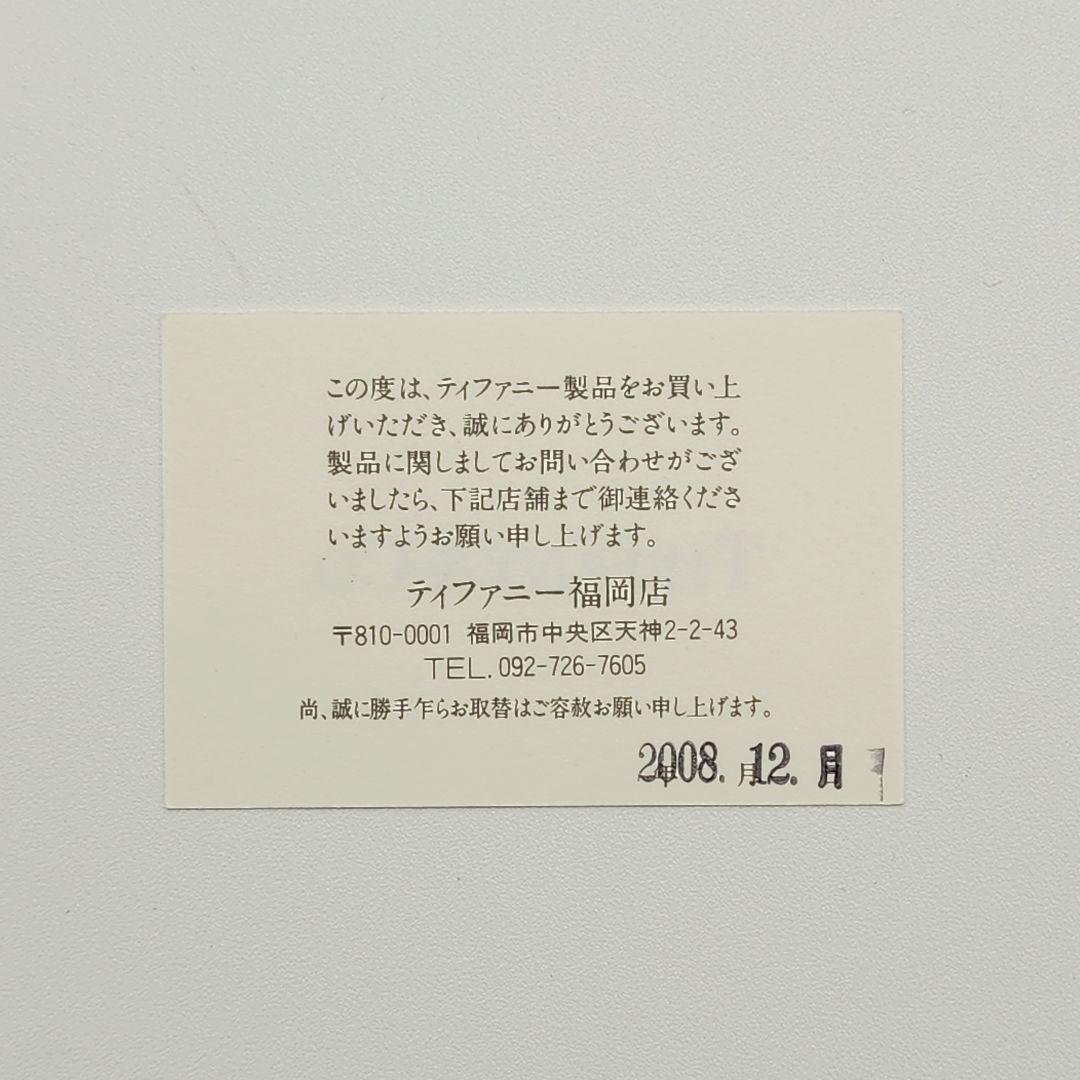 この度は、ティファニー製品をお買い上
げいただき、誠にありがとうございます。
製品に関しましてお問い合わせがござ
いましたら、下記店舗まで御連絡くださ
いますようお願い申し上げます。
ティファニー福岡店
〒810-0001 福岡市中央区天神2-2-43
TEL. 092-726-7605
尚、誠に勝手乍らお取替はご容赦お願い申し上げます。
2008. 12. 月